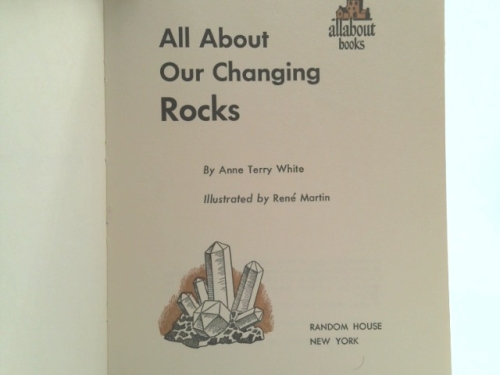 allabout
books
All About
Our Changing
Rocks
By Anne Terry White
Illustrated by René Martin
RANDOM HOUSE
NEW YORK